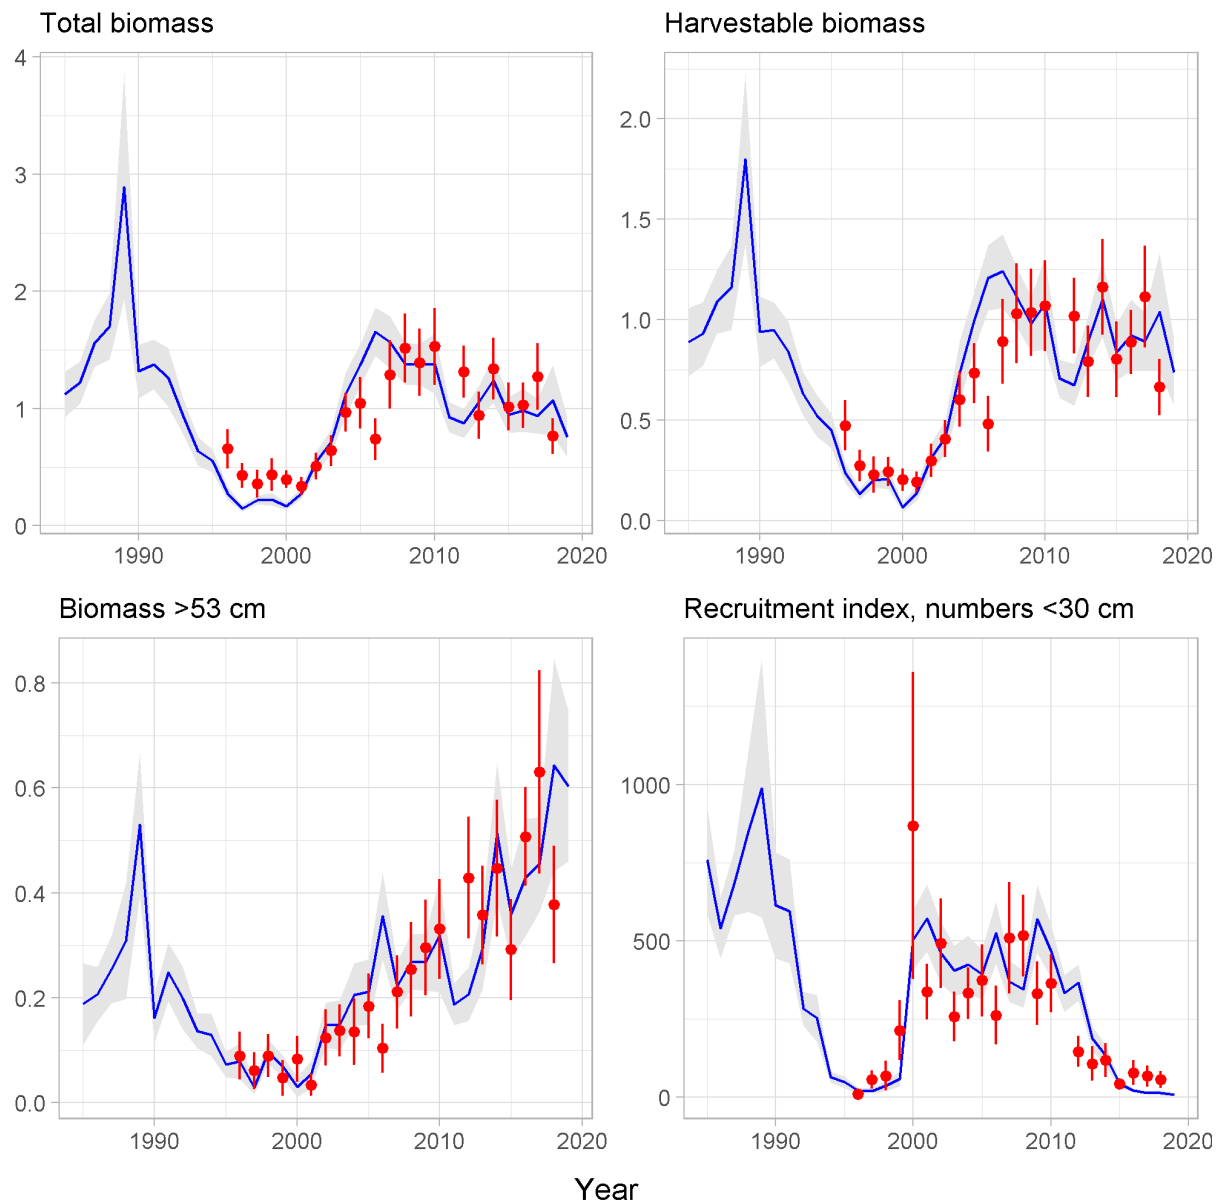 Total biomass
4
3
2
1
0
1990 2000 2010 2020
Harvestable biomass
2.0
1.5
1.0
0.5
0.0
1990 2000 2010 2020
Biomass >53 cm
0.8
0.6
0.4
0.2
0.0
1990 2000 2010 2020
Recruitment index, numbers <30 cm
1000
500
0
1990 2000 2010 2020
Year